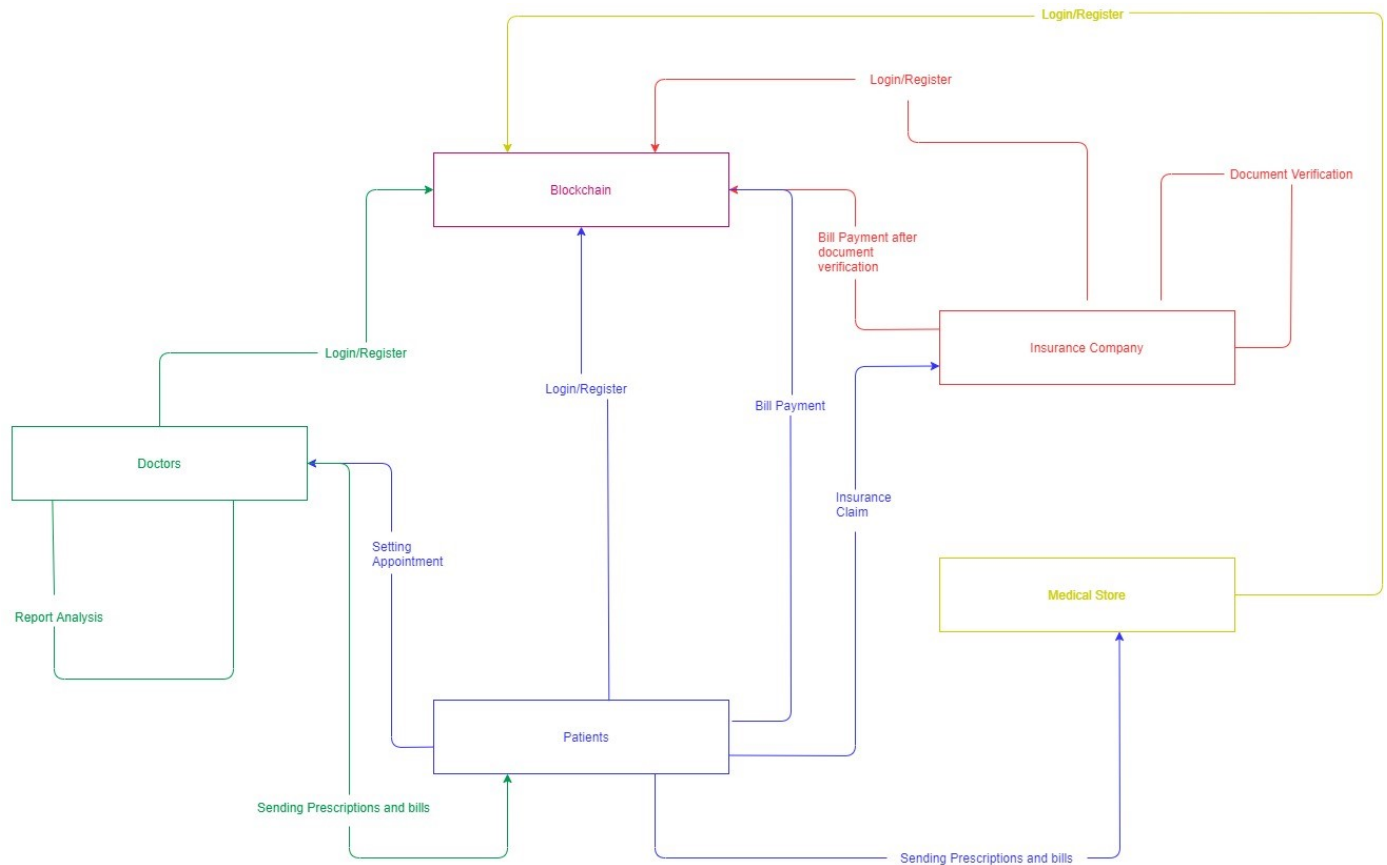 Login/Register
Login/Register
Document Verification
Blockchain
Bill Payment after
document
verification
Insurance Company
Login/Register
Login/Register
Bill Payment
Doctors
Insurance
Claim
Setting
Appointment
Medical Store
Report Analysis
Patients
Sending Prescriptions and bills
Sending Prescriptions and bills